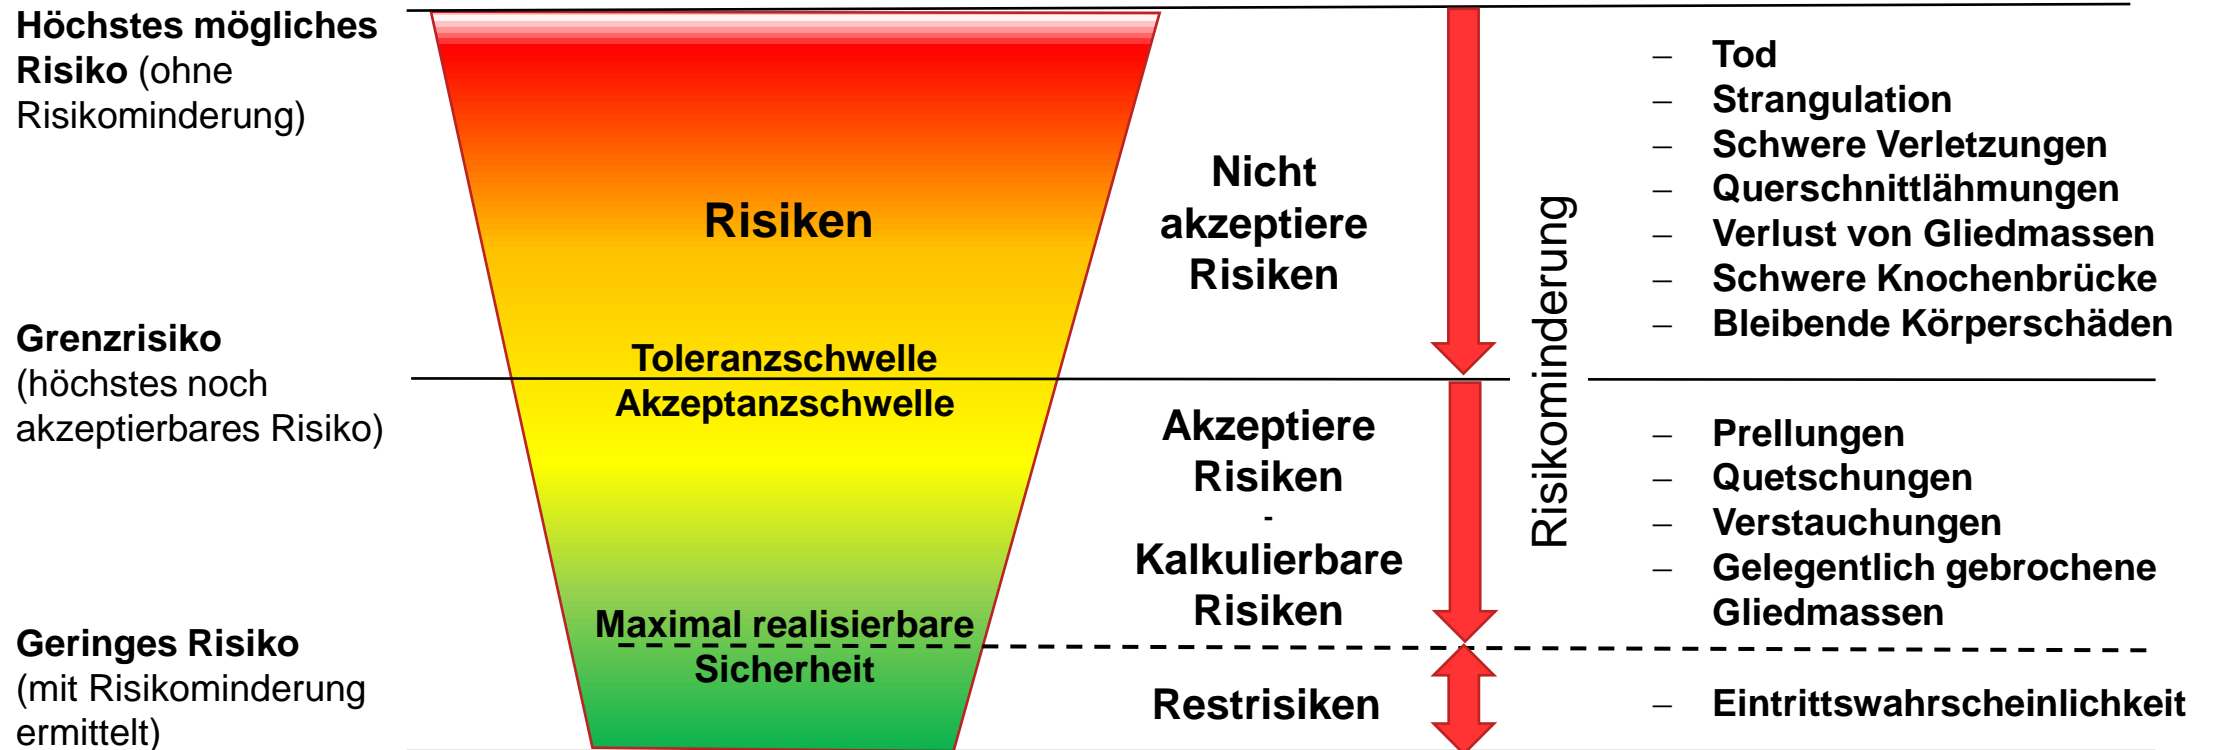 Höchstes mögliches
Risiko (ohne
Risikominderung)
Grenzrisiko
(höchstes noch
akzeptierbares Risiko)
Geringes Risiko
(mit Risikominderung
ermittelt)
Risiken
Toleranzschwelle
Akzeptanzschwelle
Maximal realisierbare
Sicherheit
Nicht
akzeptiere
Risiken
Akzeptiere
Risiken
-
Kalkulierbare
Risiken
Restrisiken
Risikominderung
– Tod
– Strangulation
– Schwere Verletzungen
– Querschnittlähmungen
– Verlust von Gliedmassen
– Schwere Knochenbrücke
– Bleibende Körperschäden
– Prellungen
– Quetschungen
– Verstauchungen
– Gelegentlich gebrochene
Gliedmassen
– Eintrittswahrscheinlichkeit